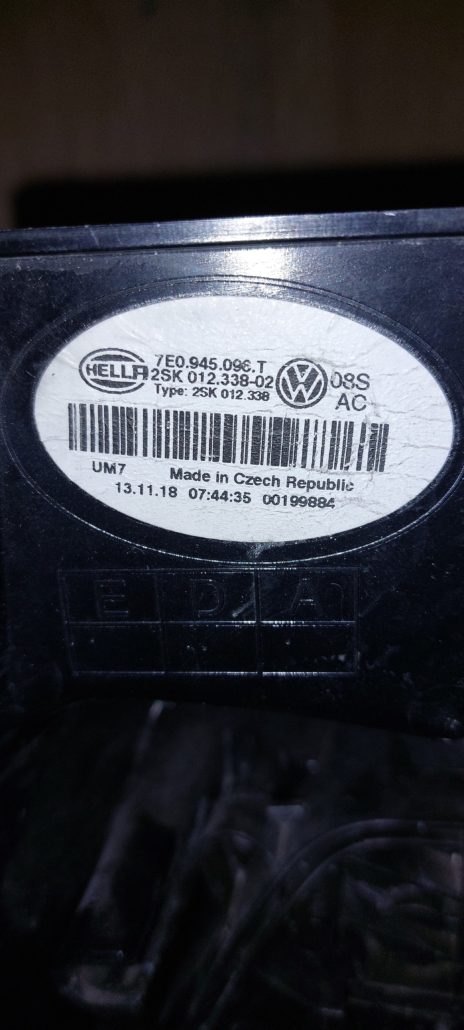 HELLA
7E0.945.096.T
2SK 012.338-02
Type: 2SK 012.338
08S
AC
UM7 Made in Czech Republic
13.11.18 07:44:35 00199884
E D A